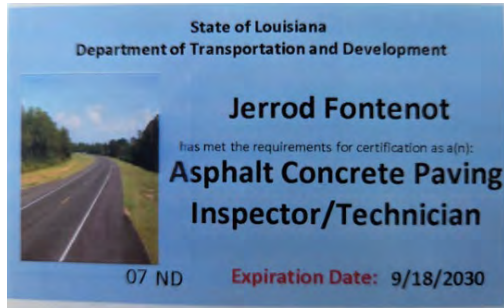 State of Louisiana
Department of Transportation and Development
Jerrod Fontenot
has met the requirements for certification as a(n):
Asphalt Concrete Paving
Inspector/Technician
07 ND
Expiration Date: 9/18/2030